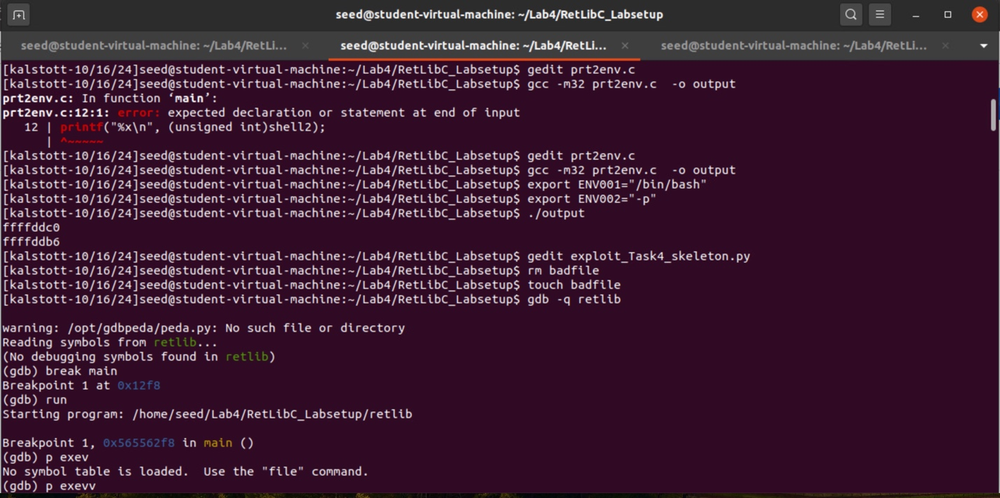 seed@student-virtual-machine: ~/Lab4/RetLibC_Labsetup
seed@student-virtual-machine: ~/Lab4/RetLi... × seed@student-virtual-machine: ~/Lab4/RetLi... × seed@student-virtual-machine: ~/Lab4/RetLi... ×
[kalstott-10/16/24]seed@student-virtual-machine:~/Lab4/RetLibC_Labsetup$ gedit prt2env.c
[kalstott-10/16/24]seed@student-virtual-machine:~/Lab4/RetLibC_Labsetup$ gcc -m32 prt2env.c  -o output
prt2env.c: In function ‘main’:
prt2env.c:12:1: error: expected declaration or statement at end of input
   12 | printf("%x\n", (unsigned int)shell2);
      | ^~~~~~
[kalstott-10/16/24]seed@student-virtual-machine:~/Lab4/RetLibC_Labsetup$ gedit prt2env.c
[kalstott-10/16/24]seed@student-virtual-machine:~/Lab4/RetLibC_Labsetup$ gcc -m32 prt2env.c  -o output
[kalstott-10/16/24]seed@student-virtual-machine:~/Lab4/RetLibC_Labsetup$ export ENV001="/bin/bash"
[kalstott-10/16/24]seed@student-virtual-machine:~/Lab4/RetLibC_Labsetup$ export ENV002="-p"
[kalstott-10/16/24]seed@student-virtual-machine:~/Lab4/RetLibC_Labsetup$ ./output
ffffddc0
ffffddb6
[kalstott-10/16/24]seed@student-virtual-machine:~/Lab4/RetLibC_Labsetup$ gedit exploit_Task4_skeleton.py
[kalstott-10/16/24]seed@student-virtual-machine:~/Lab4/RetLibC_Labsetup$ rm badfile
[kalstott-10/16/24]seed@student-virtual-machine:~/Lab4/RetLibC_Labsetup$ touch badfile
[kalstott-10/16/24]seed@student-virtual-machine:~/Lab4/RetLibC_Labsetup$ gdb -q retlib
warning: /opt/gdbpeda/peda.py: No such file or directory
Reading symbols from retlib...
(No debugging symbols found in retlib)
(gdb) break main
Breakpoint 1 at 0x12f8
(gdb) run
Starting program: /home/seed/Lab4/RetLibC_Labsetup/retlib
Breakpoint 1, 0x565562f8 in main ()
(gdb) p exev
No symbol table is loaded.  Use the "file" command.
(gdb) p exevv